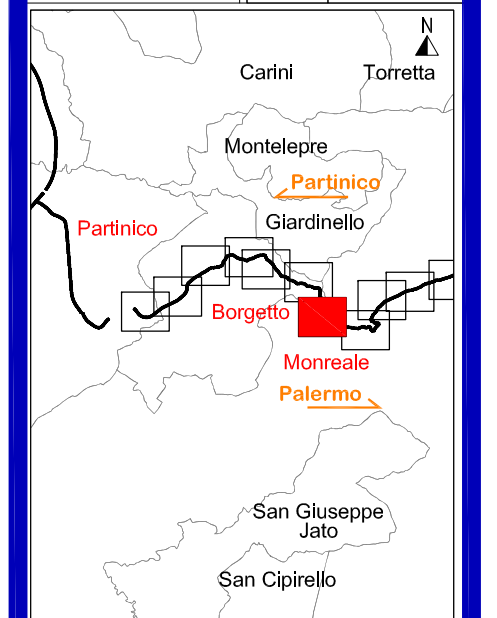 N
Carini
Torretta
Montelepre
Partinico
Giardinello
Partinico
Borgetto
Monreale
Palermo
San Giuseppe
Jato
San Cipirello